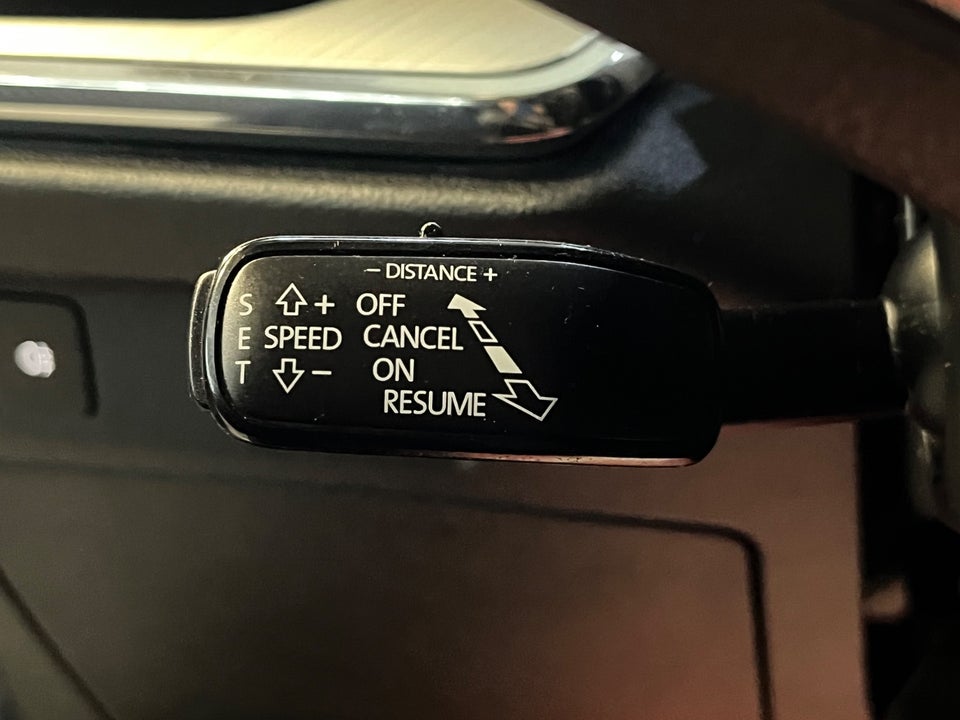 – DISTANCE +
S + OFF
E SPEED CANCEL
T – ON
RESUME